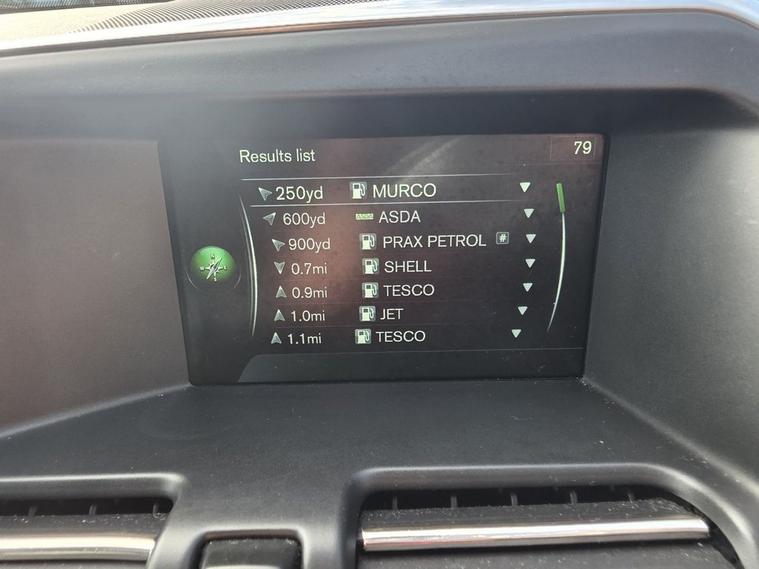 Results list 79
250yd MURCO
600yd ASDA ASDA
900yd PRAX PETROL #
0.7mi SHELL
0.9mi TESCO
1.0mi JET
1.1mi TESCO